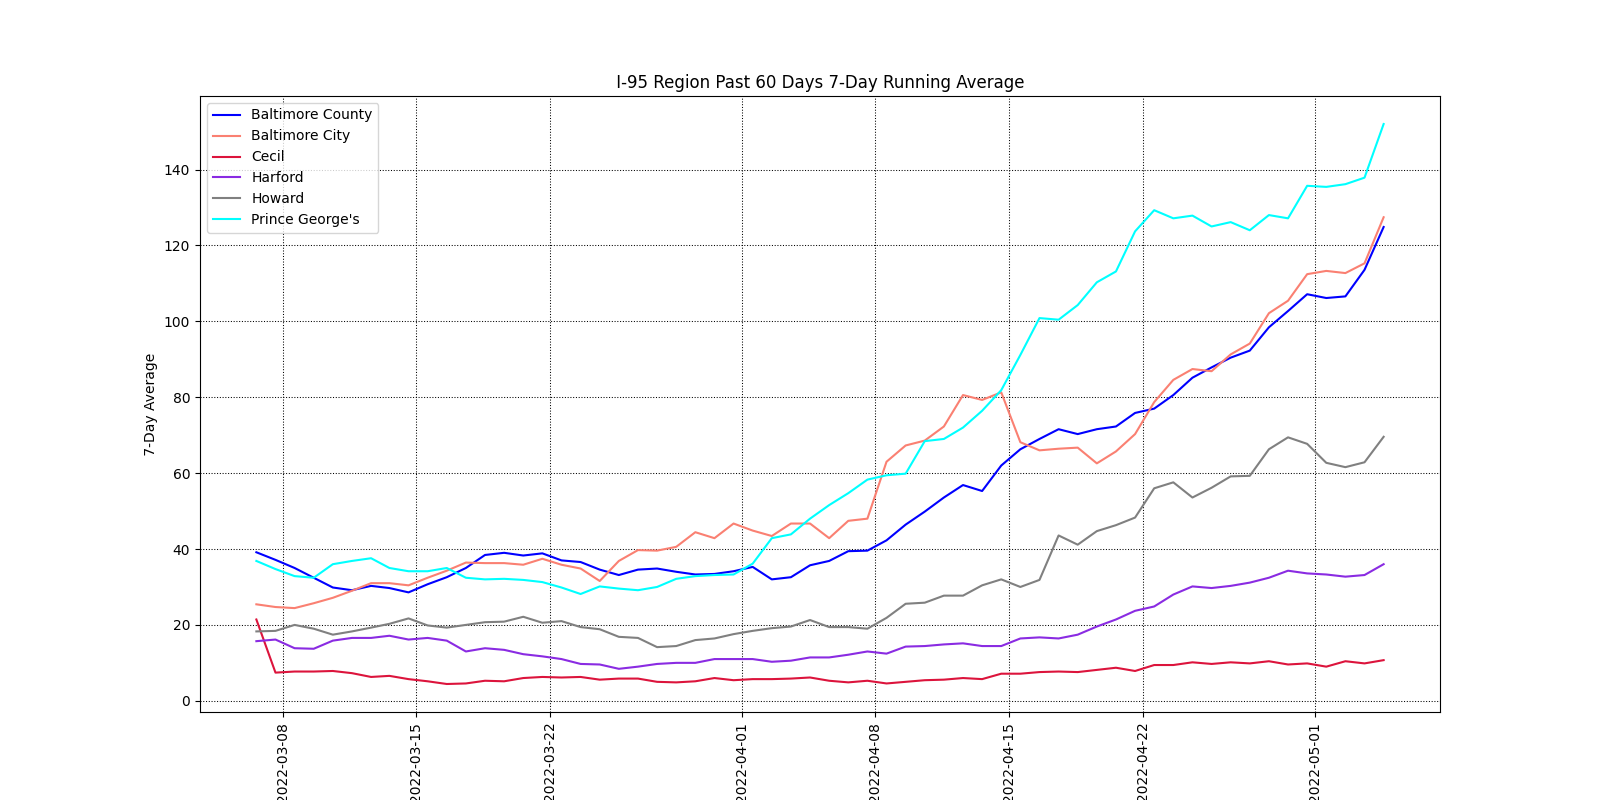 I-95 Region Past 60 Days 7-Day Running Average
Baltimore County
Baltimore City
Cecil
Harford
Howard
Prince George's
7-Day Average
140
120
100
80
60
40
20
0
2022-03-08
2022-03-15
2022-03-22
2022-04-01
2022-04-08
2022-04-15
2022-04-22
2022-05-01